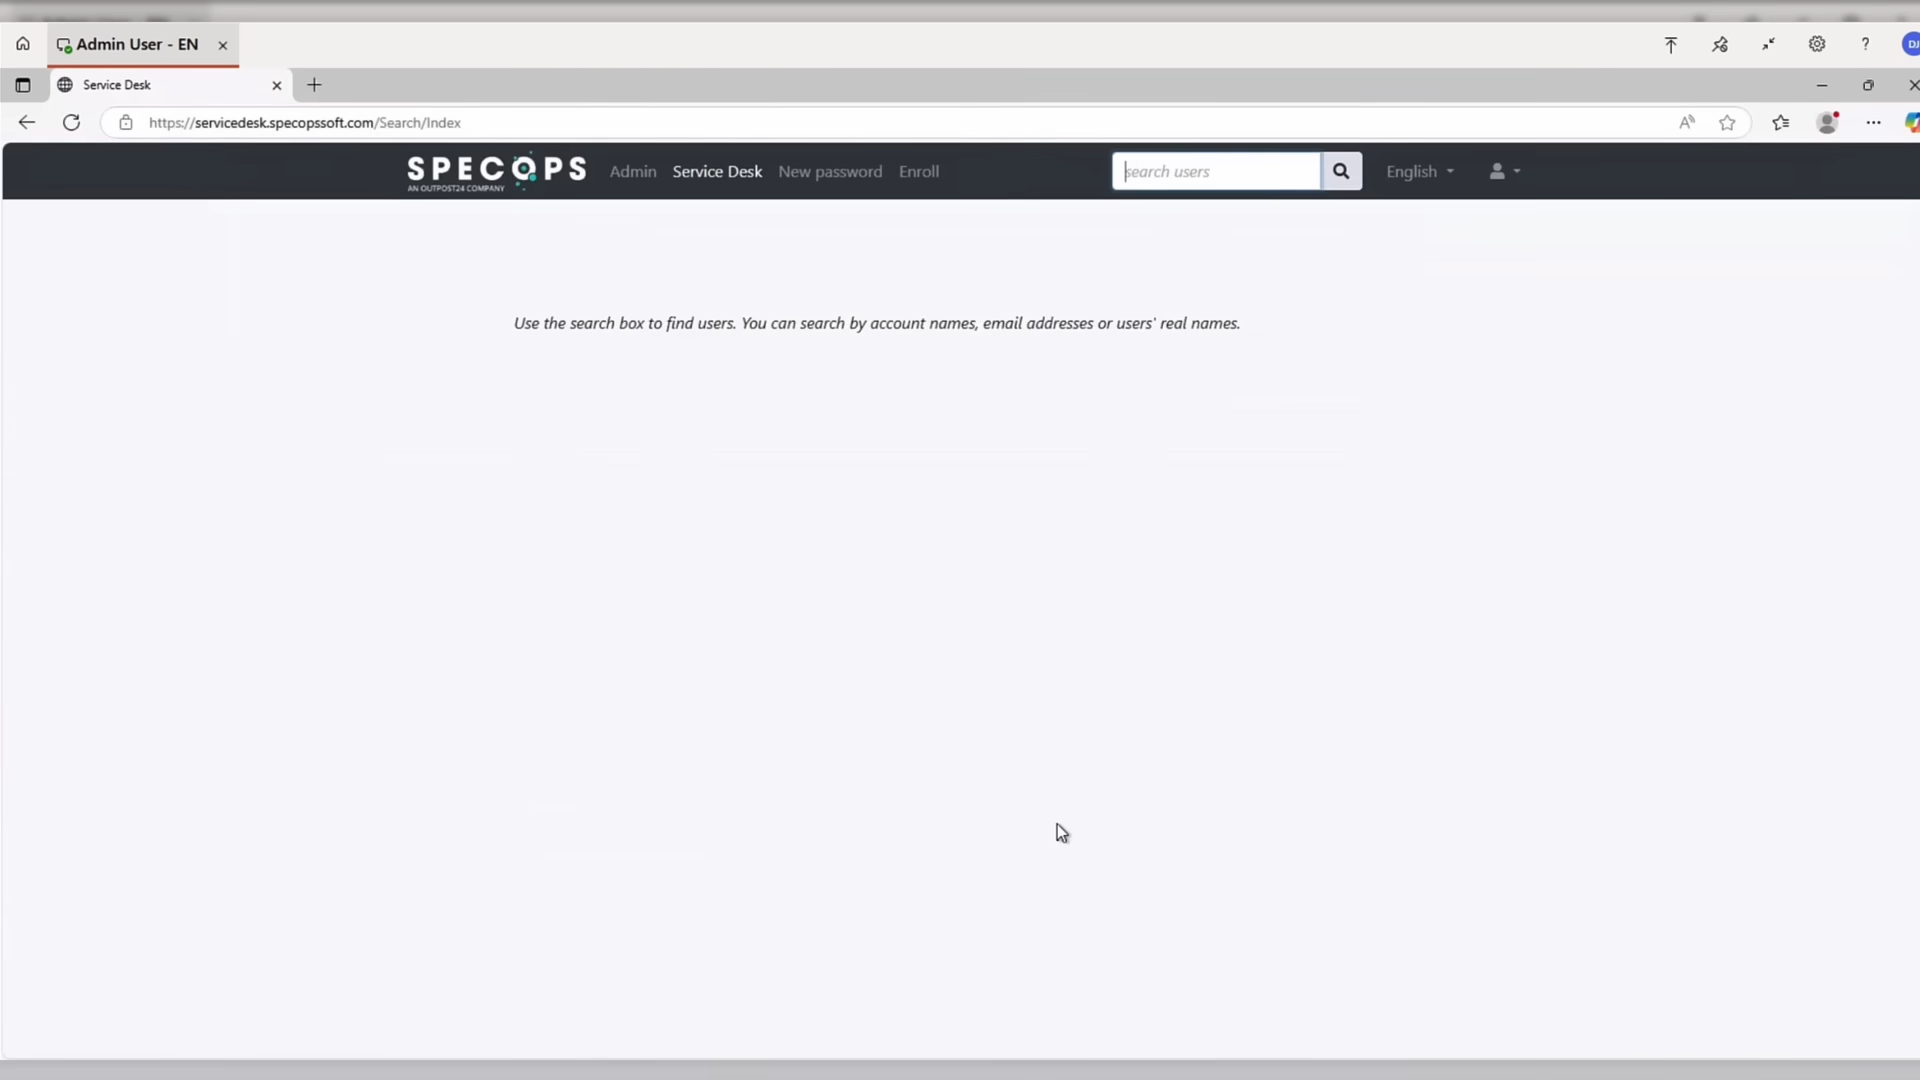 Admin User - EN
?
DJ
Service Desk
https://servicedesk.specopssoft.com/Search/Index
SPECOPS
AN OUTPOST24 COMPANY
Admin
Service Desk
New password
Enroll
search users
English
Use the search box to find users. You can search by account names, email addresses or users' real names.